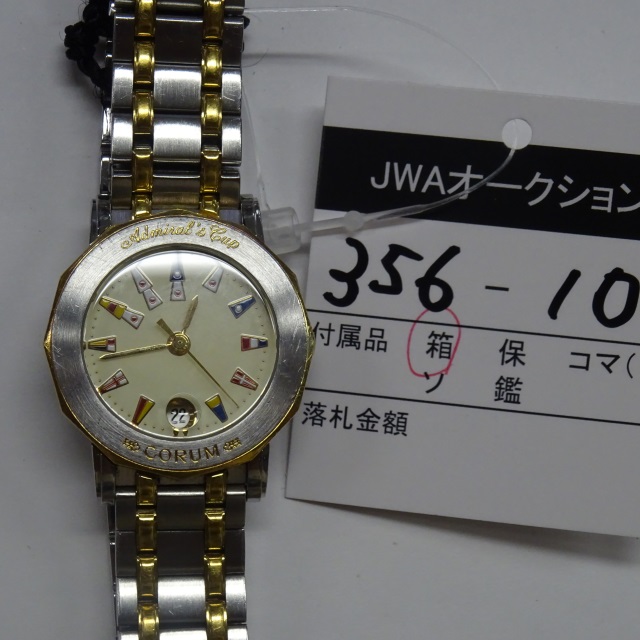 Admiral's Cup
22
CORUM
JWAオークション
356-10
付属品 箱 保 コマ(
ソ 鑑
落札金額